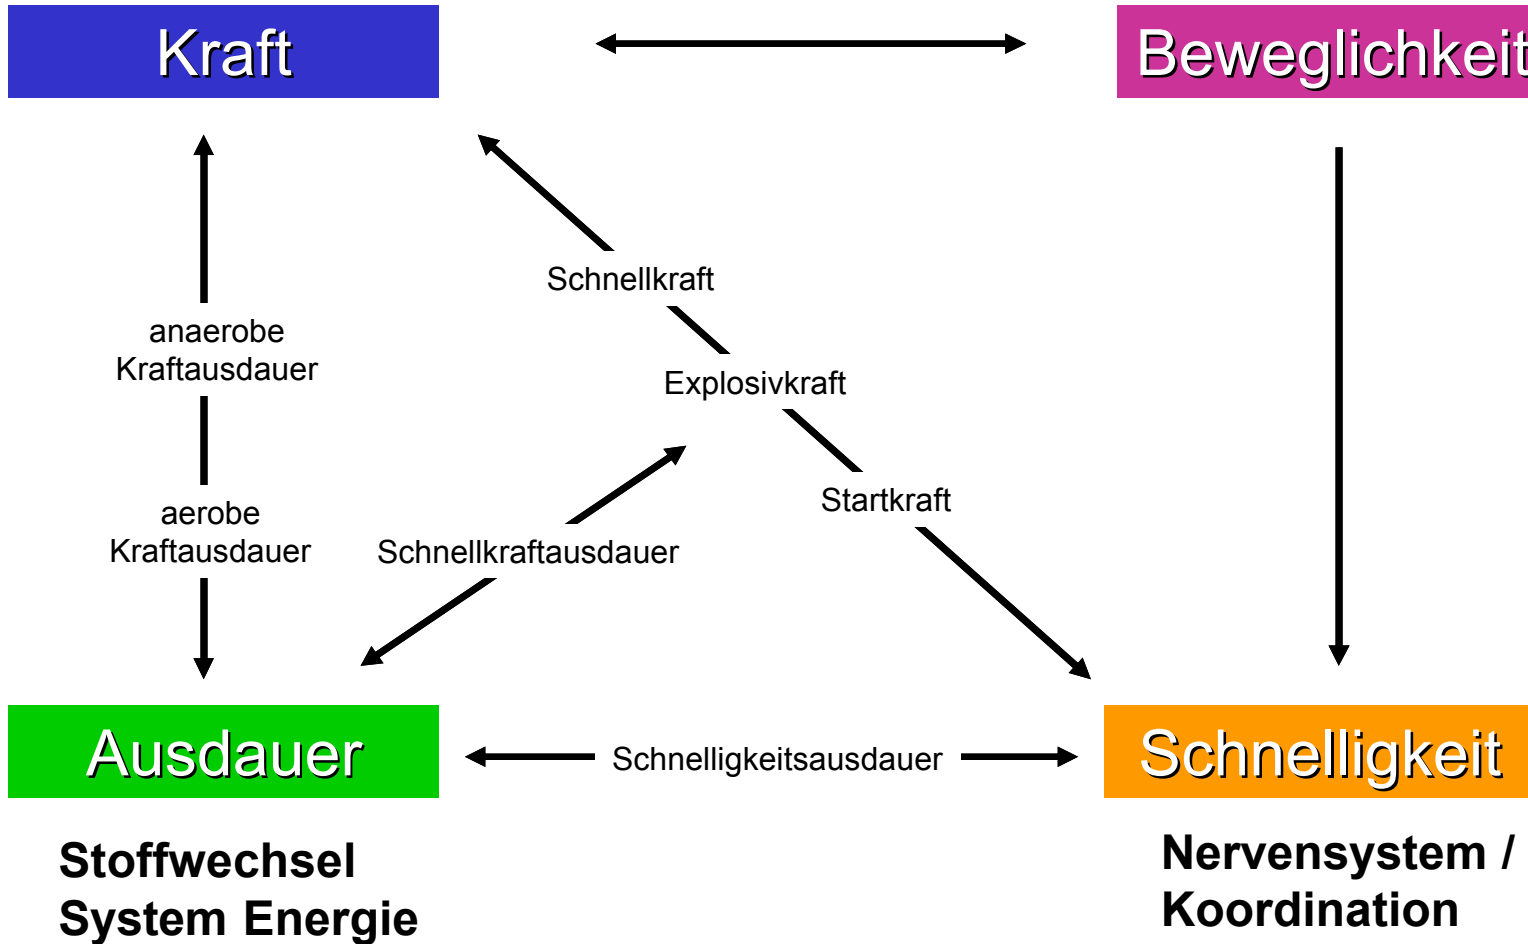 Kraft
Beweglichkeit
Schnellkraft
anaerobe
Kraftausdauer
Explosivkraft
Startkraft
aerobe
Kraftausdauer
Schnellkraftausdauer
Ausdauer
Schnelligkeitsausdauer
Schnelligkeit
Stoffwechsel
System Energie
Nervensystem /
Koordination